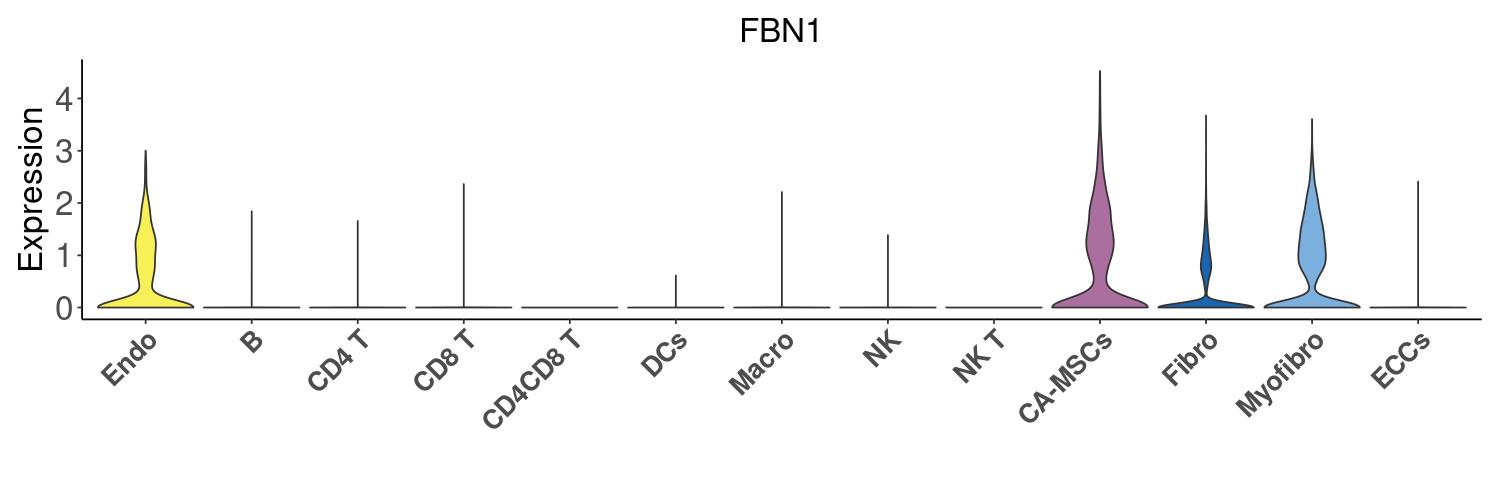 FBN1
Expression
4
3
2
1
0
Endo
B
CD4 T
CD8 T
CD4CD8 T
DCs
Macro
NK
NK T
CA-MSCs
Fibro
Myofibro
ECCs